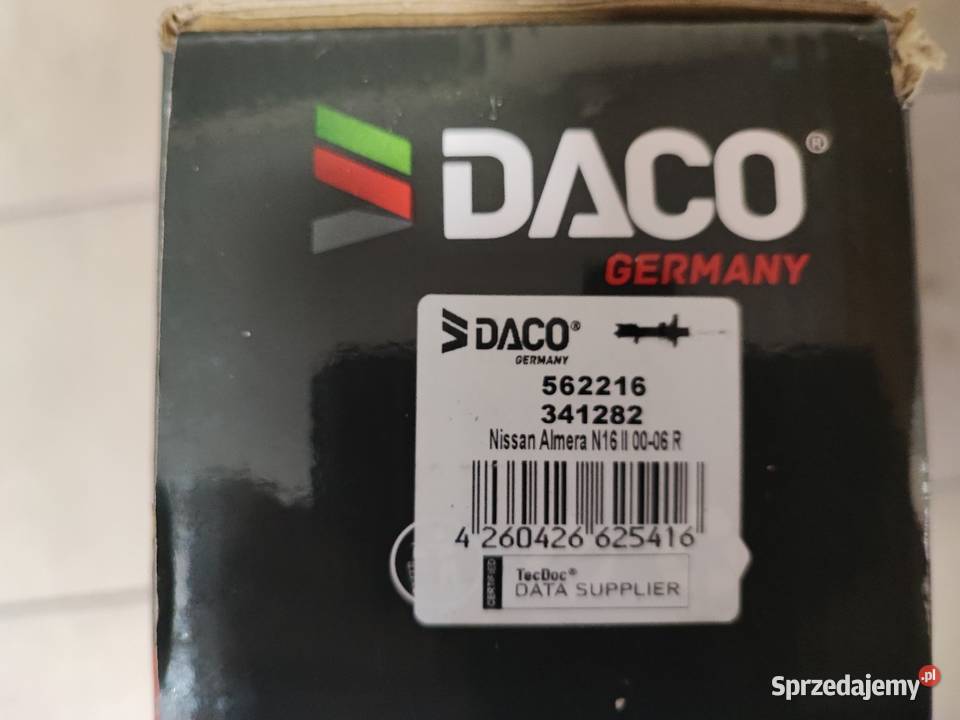 DACO®
GERMANY
DACO®
GERMANY
562216
341282
Nissan Almera N16 II 00-06 R
4 260426 625416
CERTIFIED
TecDoc®
DATA SUPPLIER
Sprzedajemy.pl